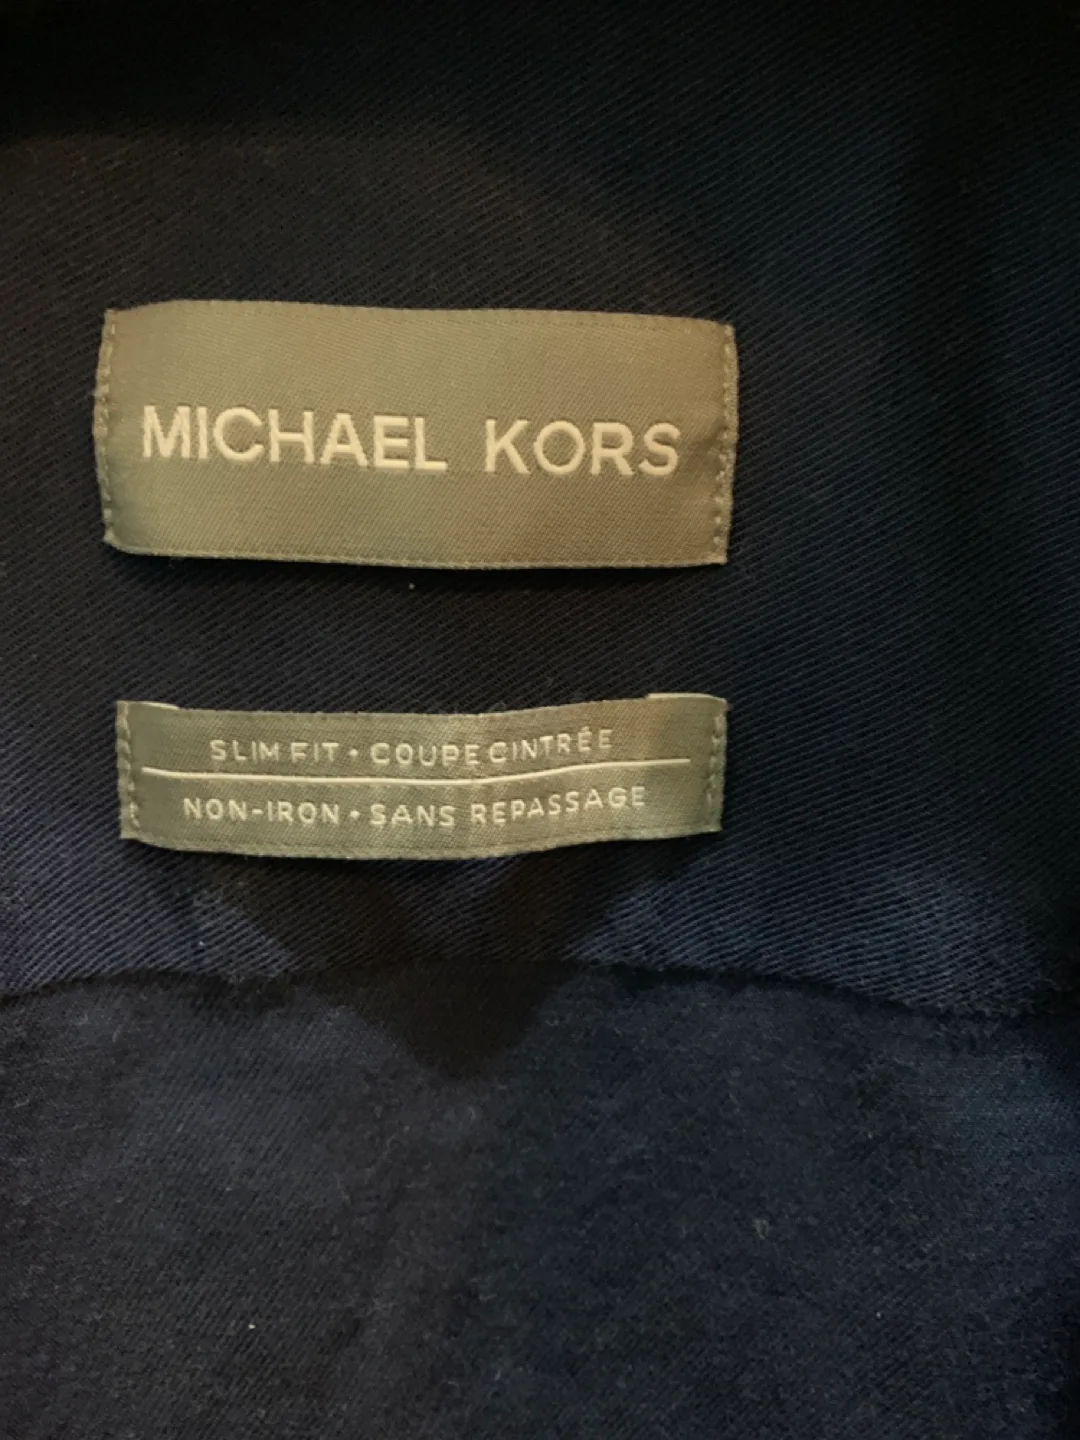 MICHAEL KORS
SLIM FIT • COUPE CINTRÉE
NON-IRON • SANS REPASSAGE